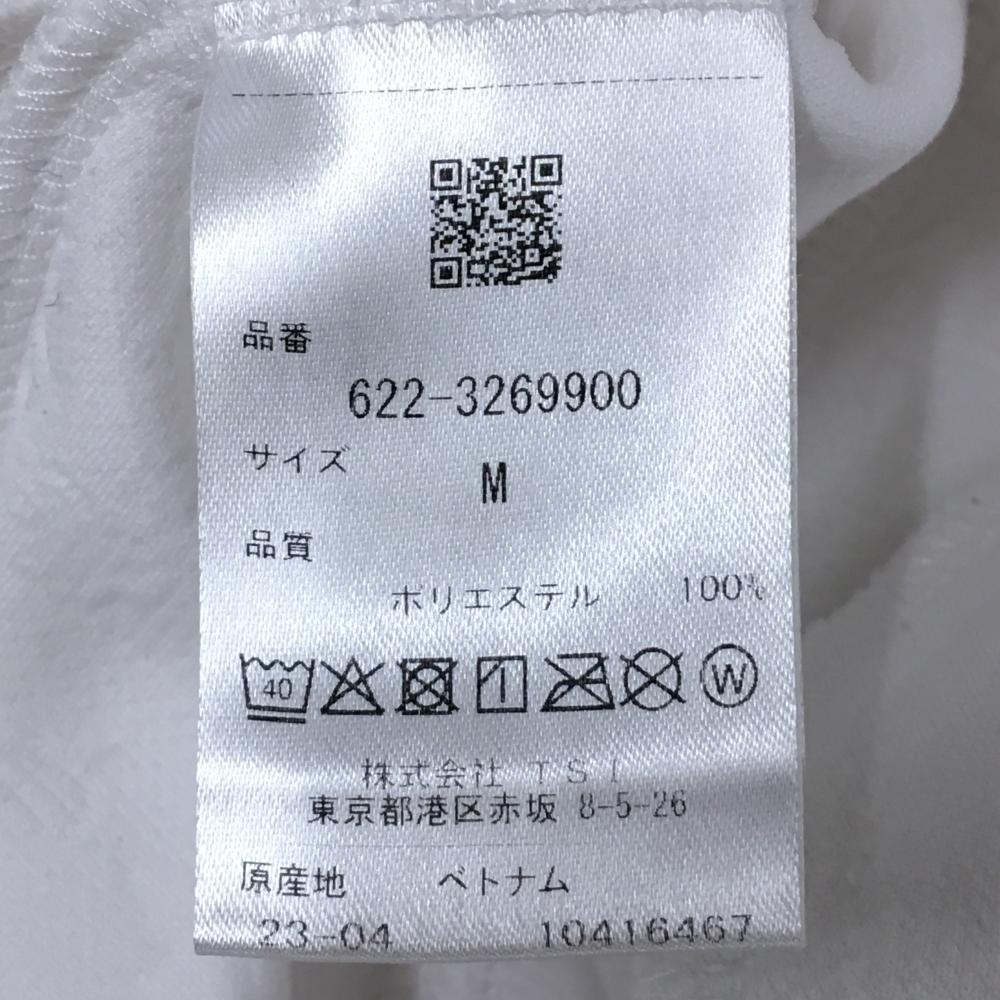 品番
622-3269900
サイズ
M
品質
ポリエステル 100%
40 W
株式会社 TSI
東京都港区赤坂 8-5-26
原産地 ベトナム
23-04 10416467